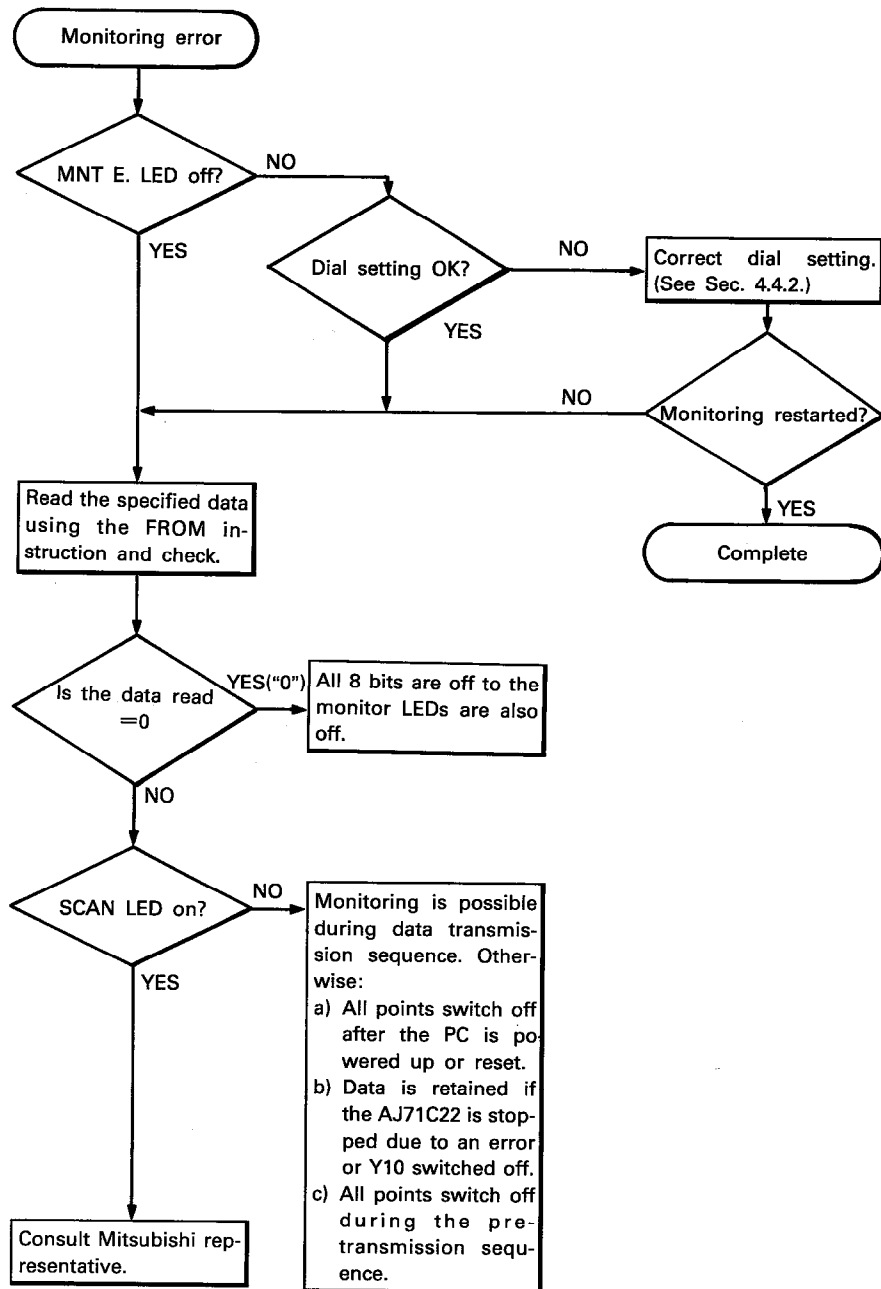 Monitoring error
MNT E. LED off?
NO
YES
Dial setting OK?
NO
YES
Correct dial setting.
(See Sec. 4.4.2.)
NO
Monitoring restarted?
YES
Complete
Read the specified data
using the FROM in-
struction and check.
Is the data read
=0
YES("0")
All 8 bits are off to the
monitor LEDs are also
off.
NO
SCAN LED on?
NO
YES
Monitoring is possible
during data transmis-
sion sequence. Other-
wise:
a) All points switch off
after the PC is po-
wered up or reset.
b) Data is retained if
the AJ71C22 is stop-
ped due to an error
or Y10 switched off.
c) All points switch off
during the pre-
transmission sequ-
ence.
Consult Mitsubishi rep-
resentative.